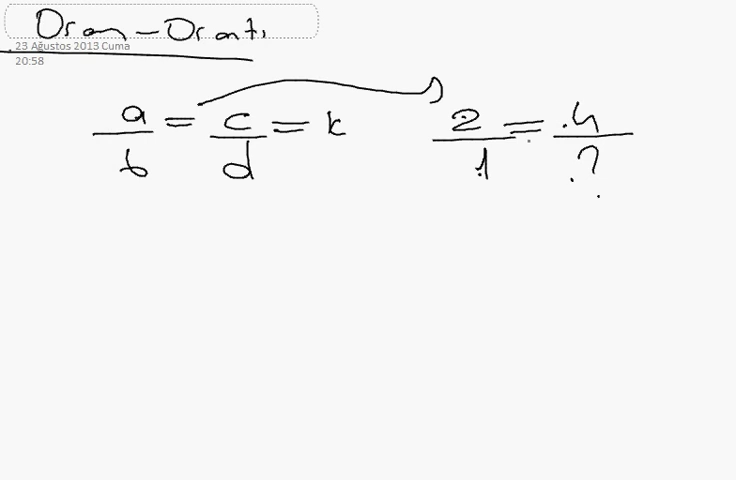 Oran - Orantı
23 Ağustos 2013 Cuma
20:58
a/b = c/d = k 2/1 = 4/?